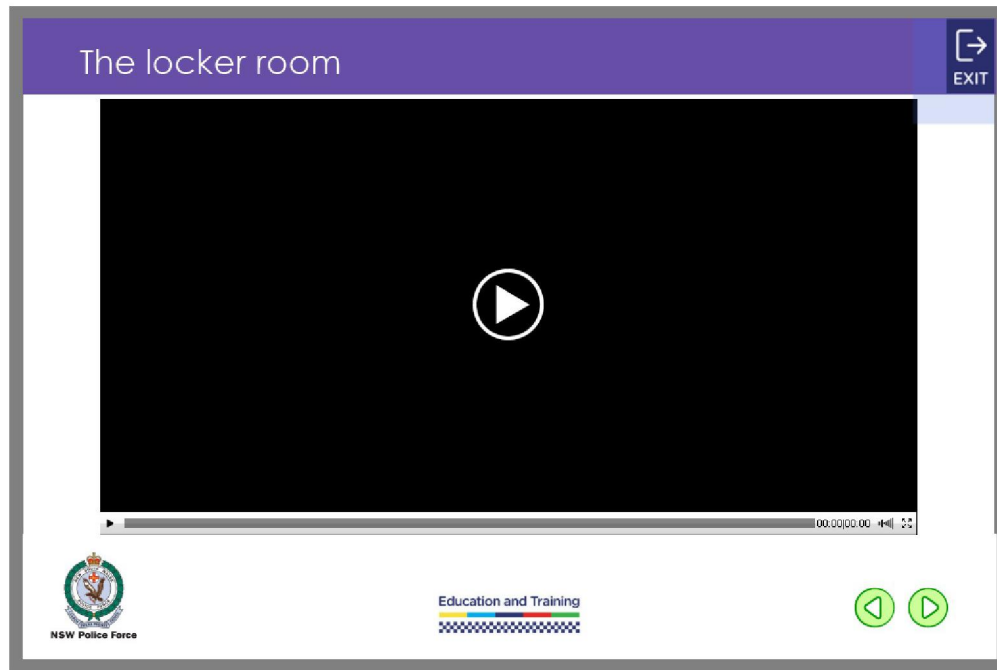 The locker room
EXIT
00:00|00:00
NSW Police Force
Education and Training